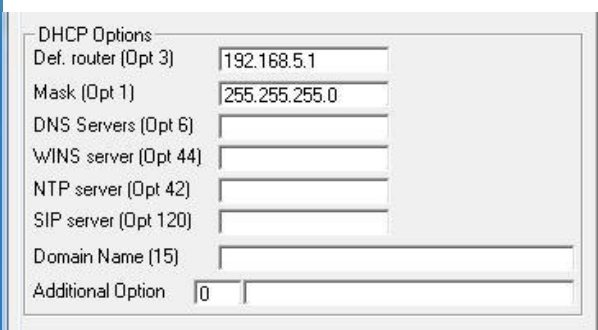 DHCP Options
Def. router (Opt 3) 192.168.5.1
Mask (Opt 1) 255.255.255.0
DNS Servers (Opt 6)
WINS server (Opt 44)
NTP server (Opt 42)
SIP server (Opt 120)
Domain Name (15)
Additional Option 0